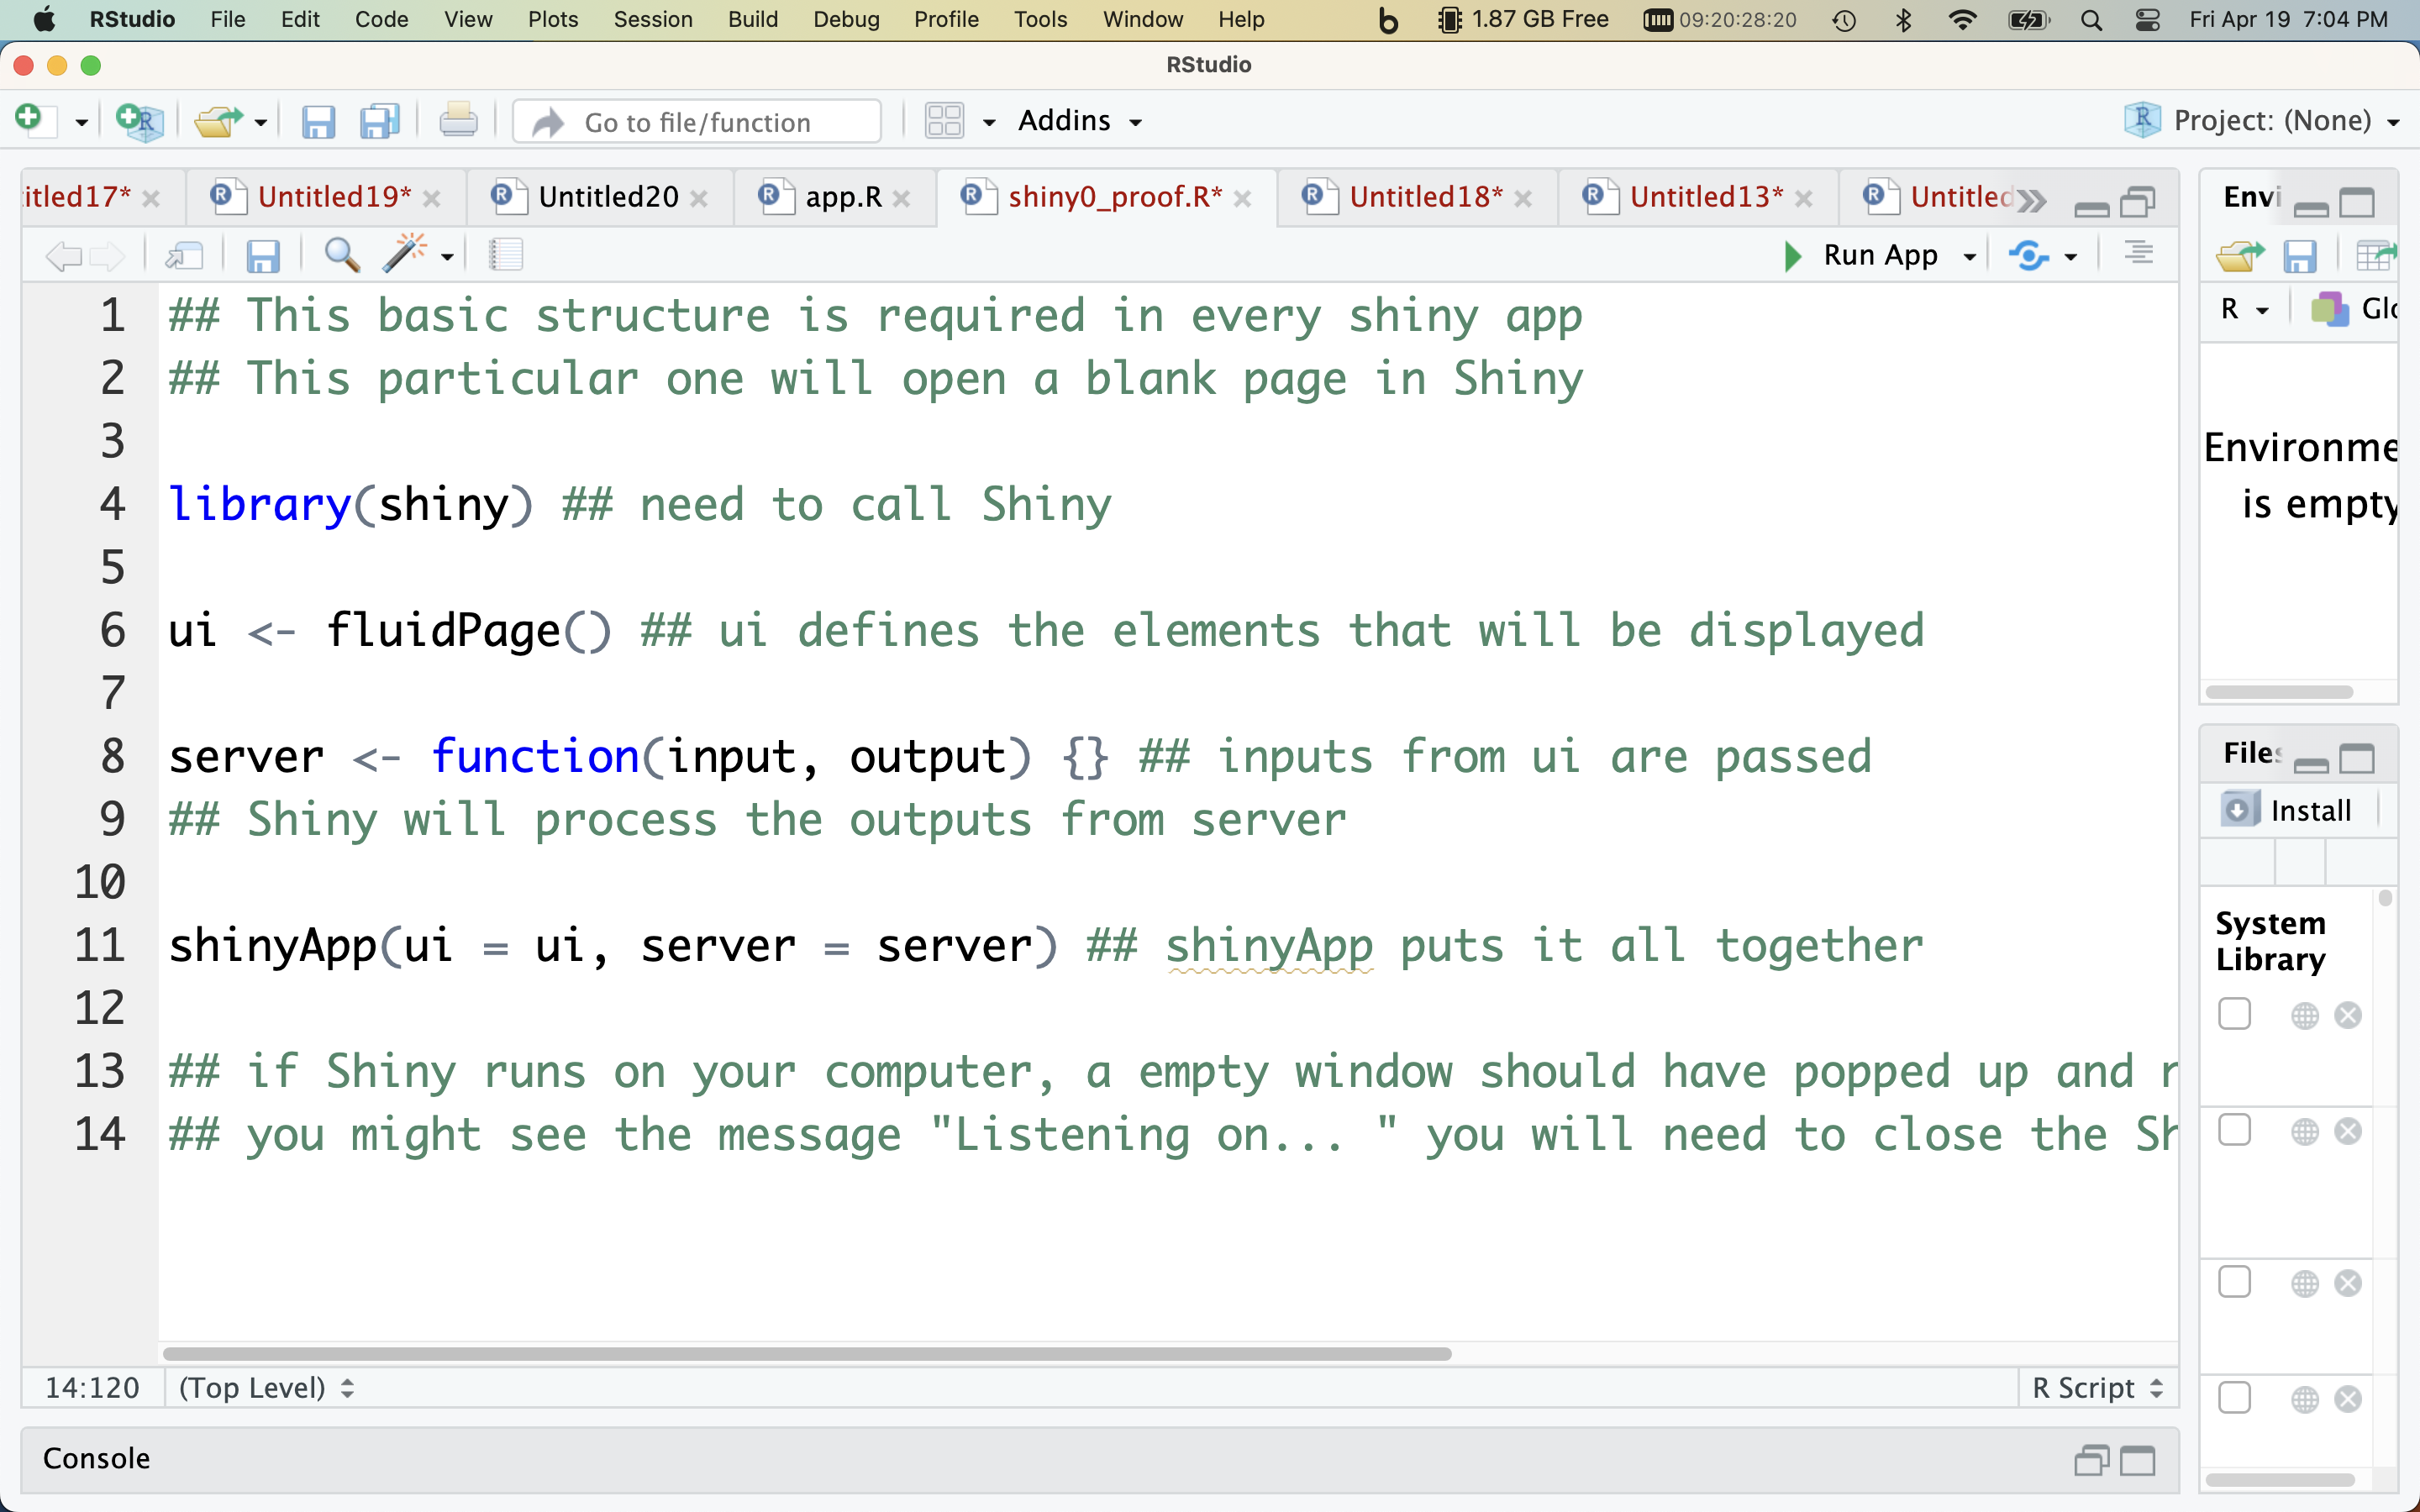 RStudio File Edit Code View Plots Session Build Debug Profile Tools Window Help 1.87 GB Free 09:20:28:20 Fri Apr 19 7:04 PM
RStudio
Go to file/function Addins Project: (None)
itled17* Untitled19* Untitled20 app.R shiny0_proof.R* Untitled18* Untitled13* Untitled
Run App
1 ## This basic structure is required in every shiny app
2 ## This particular one will open a blank page in Shiny
3
4 library(shiny) ## need to call Shiny
5
6 ui <- fluidPage() ## ui defines the elements that will be displayed
7
8 server <- function(input, output) {} ## inputs from ui are passed
9 ## Shiny will process the outputs from server
10
11 shinyApp(ui = ui, server = server) ## shinyApp puts it all together
12
13 ## if Shiny runs on your computer, a empty window should have popped up and
14 ## you might see the message "Listening on... " you will need to close the Sh
14:120 (Top Level) R Script
Console
Envi
R Glo
Environme
is empty
Files
Install
System
Library